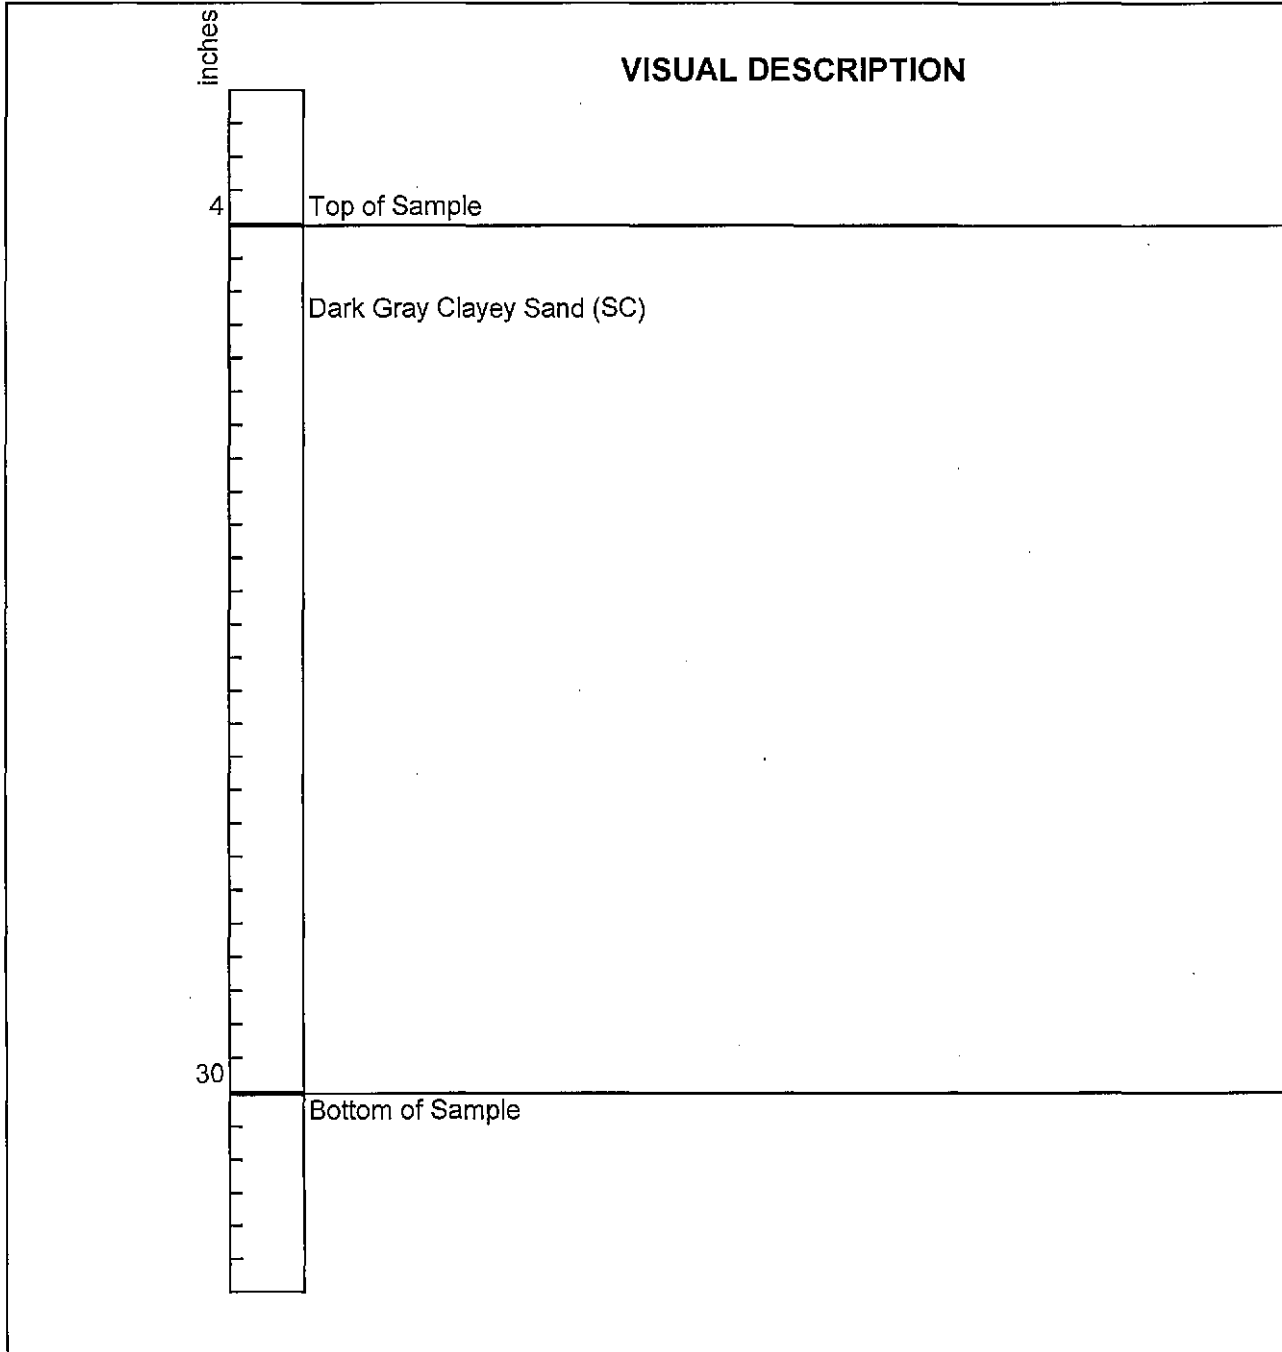 inches
VISUAL DESCRIPTION
4
Top of Sample
Dark Gray Clayey Sand (SC)
30
Bottom of Sample